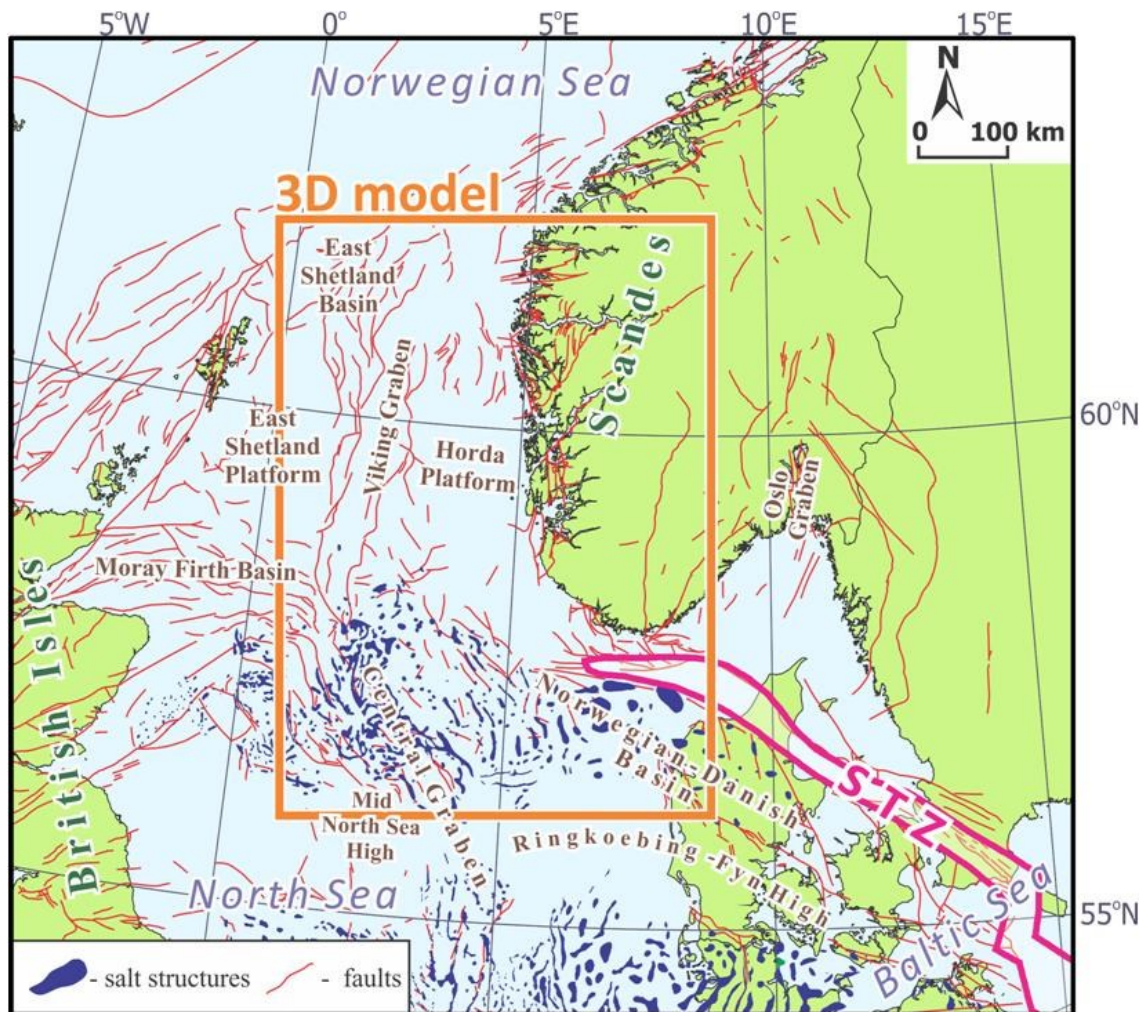 5°W 0° 5°E 10°E 15°E
Norwegian Sea
N
0 100 km
3D model
East
Shetland
Basin
Scandes
Viking Graben
60°N
East
Shetland
Platform
Horda
Platform
Oslo
Graben
Moray Firth Basin
British Isles
Central Graben
Norwegian-Danish
Basin
STZ
Mid
North Sea
High
Ringkoebing-Fyn High
North Sea
55°N
Baltic Sea
- salt structures - faults